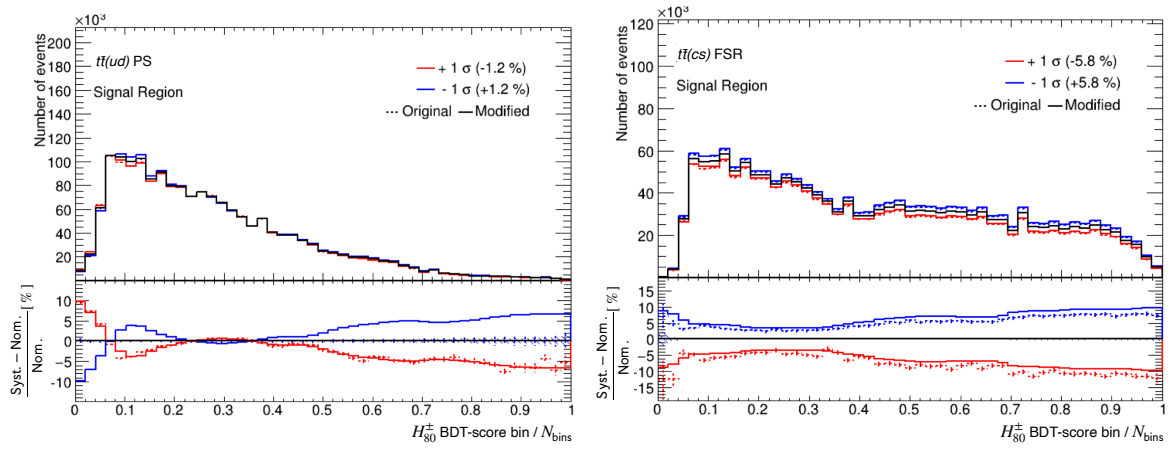 ×10³
Number of events
200
180
160
140
120
100
80
60
40
20
tt̄(ud) PS
Signal Region
+ 1 σ (-1.2 %)
- 1 σ (+1.2 %)
Original Modified
Syst. − Nom. / Nom. [ % ]
10
5
0
-5
-10
0 0.1 0.2 0.3 0.4 0.5 0.6 0.7 0.8 0.9 1
H±80 BDT-score bin / Nbins
×10³
Number of events
120
100
80
60
40
20
0
tt̄(cs) FSR
Signal Region
+ 1 σ (-5.8 %)
- 1 σ (+5.8 %)
Original Modified
Syst. − Nom. / Nom. [ % ]
15
10
5
0
-5
-10
-15
0 0.1 0.2 0.3 0.4 0.5 0.6 0.7 0.8 0.9 1
H±80 BDT-score bin / Nbins